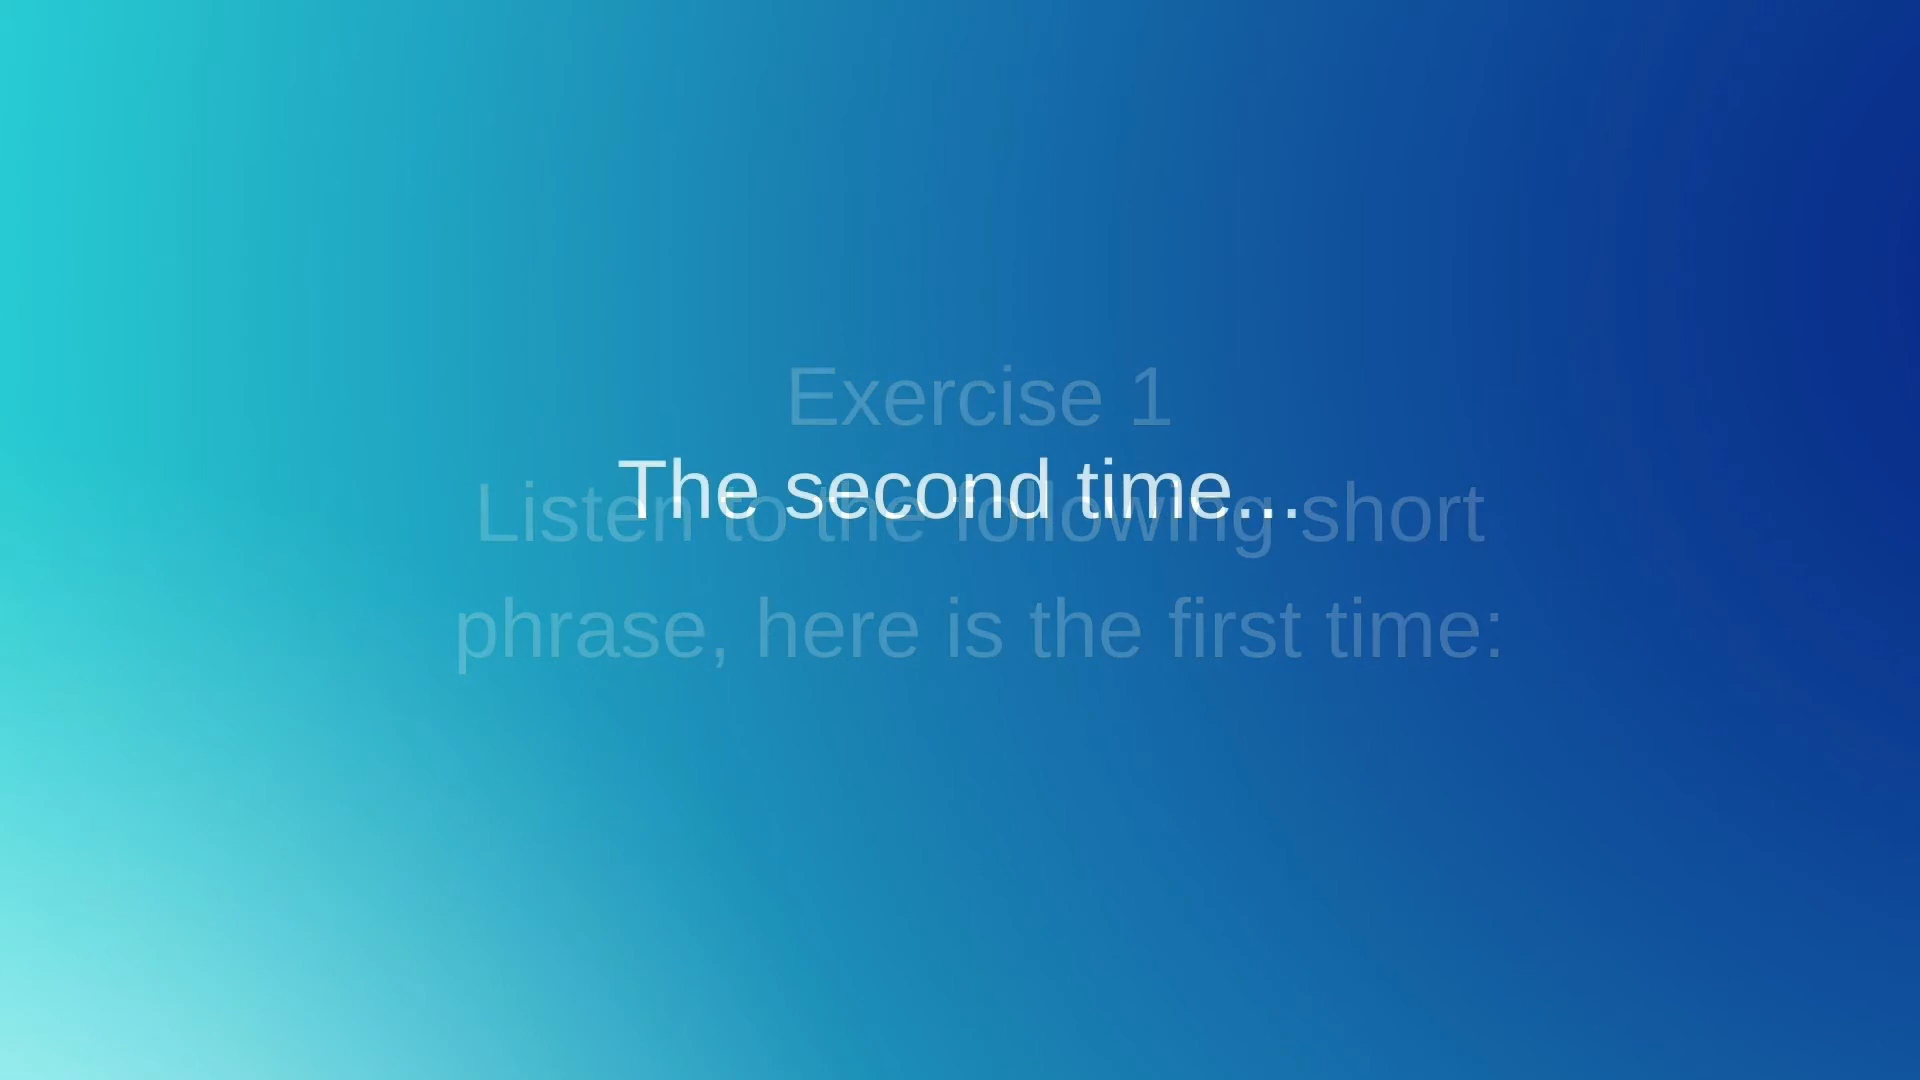 Exercise 1
The second time...
Listen to the following short
phrase, here is the first time: